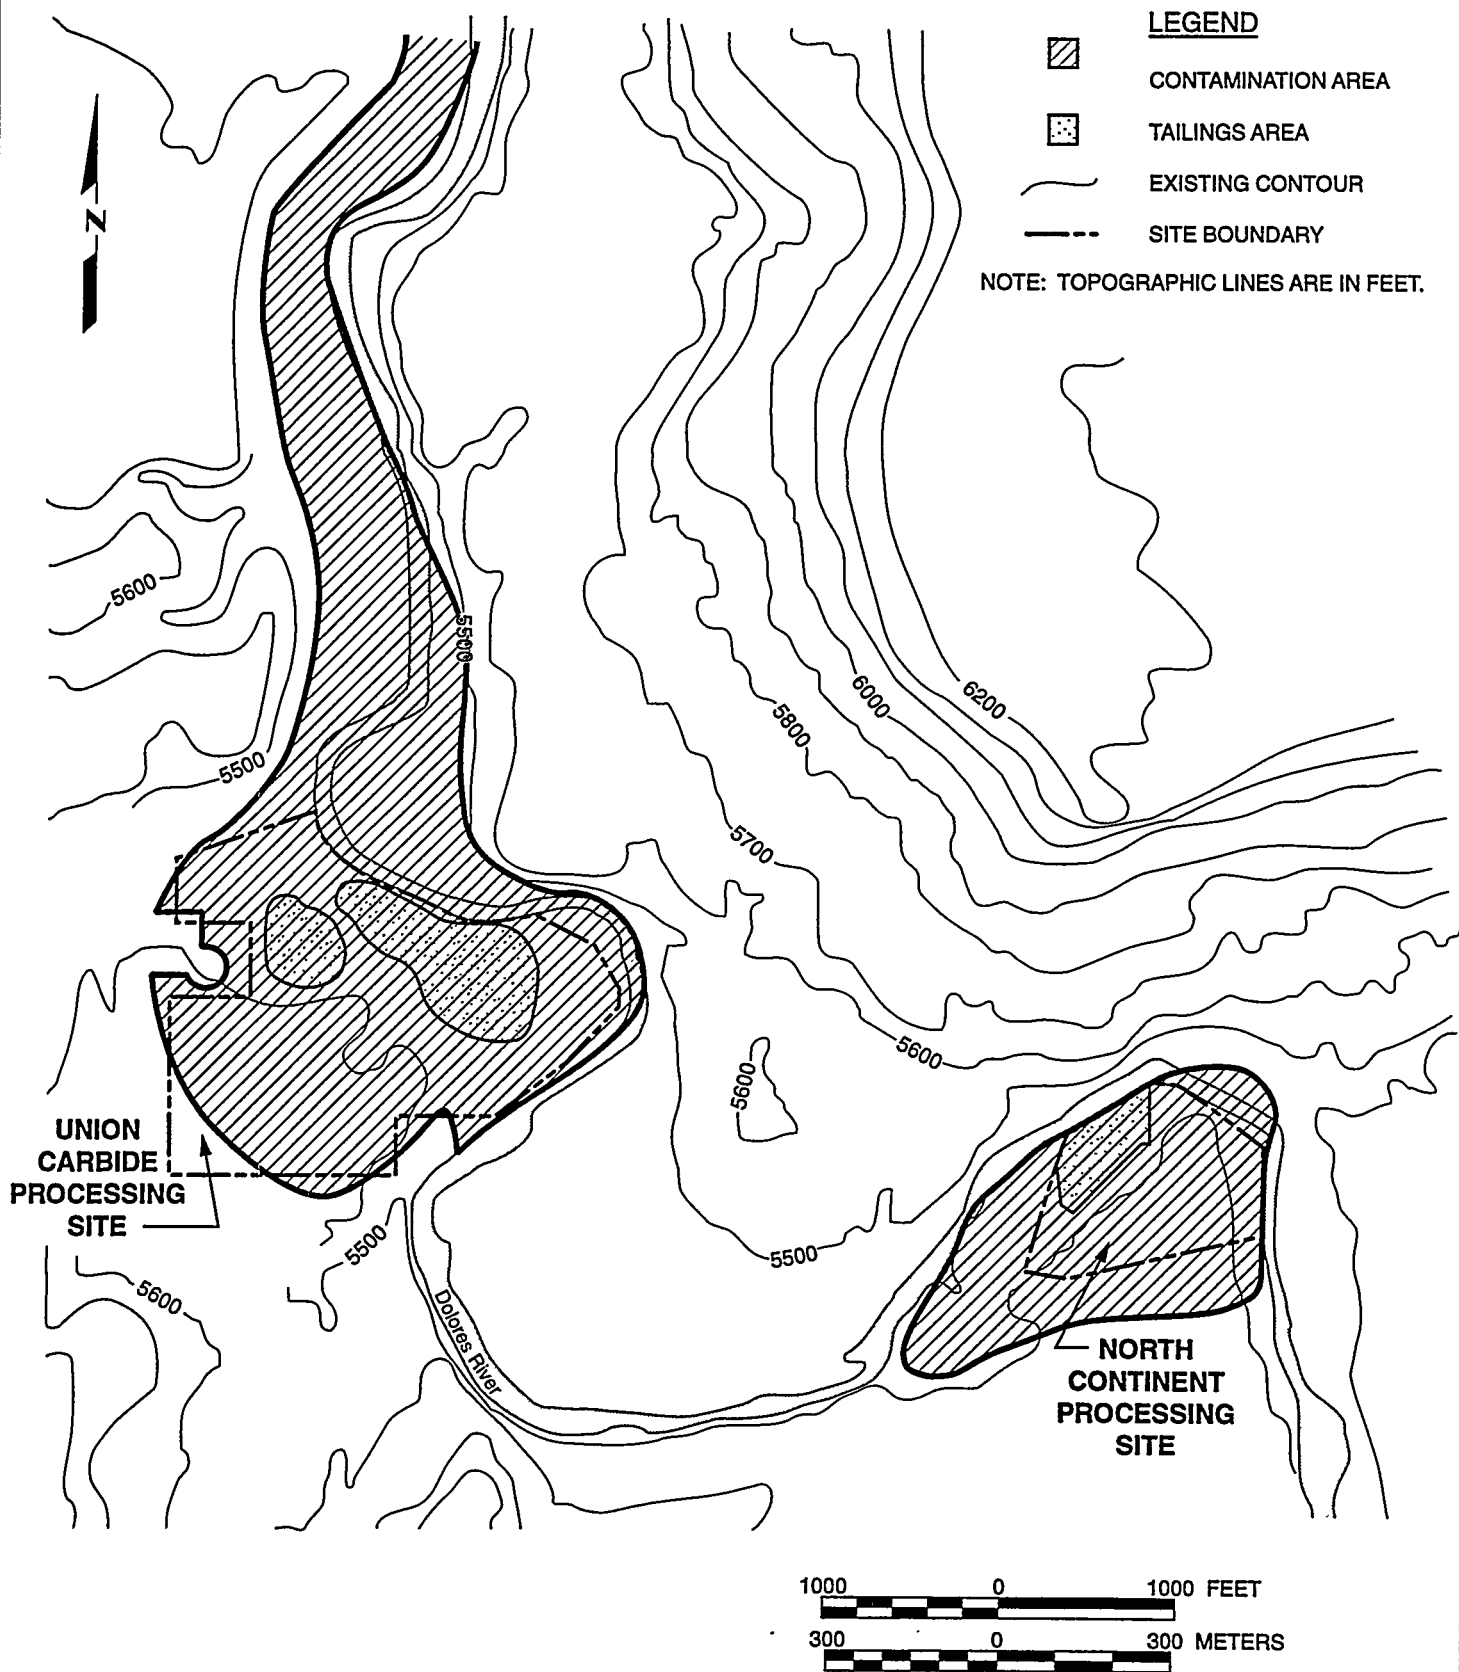 LEGEND
CONTAMINATION AREA
TAILINGS AREA
EXISTING CONTOUR
SITE BOUNDARY
NOTE: TOPOGRAPHIC LINES ARE IN FEET.
N
5600
5500
6200
6000
5800
5500
5700
5600
5600
UNION
CARBIDE
PROCESSING
SITE
5500
5500
5600
Dolores River
NORTH
CONTINENT
PROCESSING
SITE
1000 0 1000 FEET
300 0 300 METERS